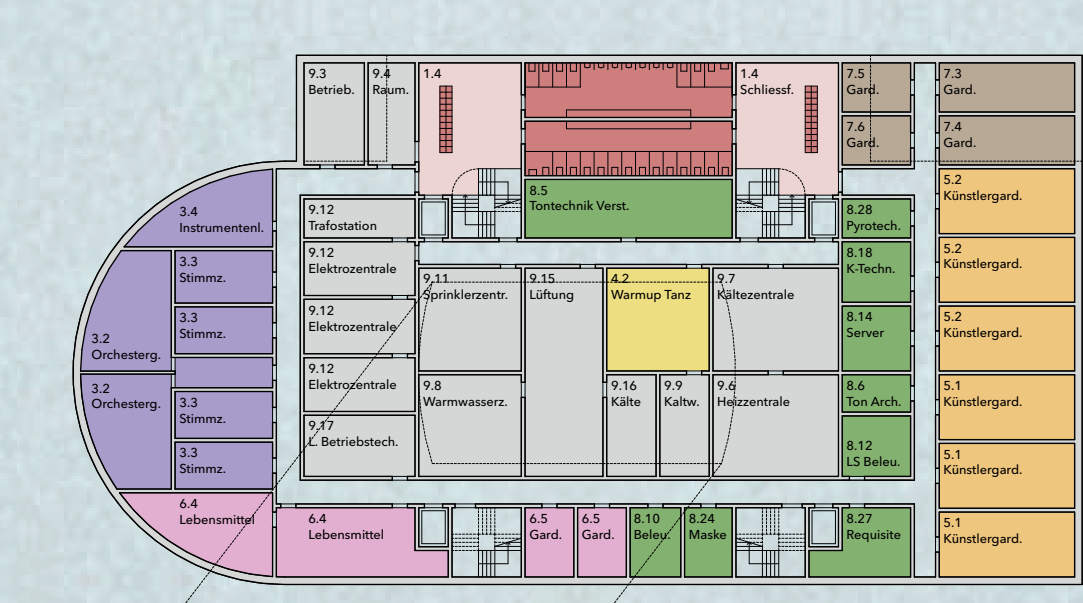 9.3
Betrieb.
9.4
Raum.
1.4
1.4
Schliessf.
7.5
Gard.
7.3
Gard.
7.6
Gard.
7.4
Gard.
3.4
Instrumentenl.
9.12
Trafostation
8.5
Tontechnik Verst.
8.28
Pyrotech.
5.2
Künstlergard.
3.3
Stimmz.
9.12
Elektrozentrale
9.11
Sprinklerzentr.
9.15
Lüftung
4.2
Warmup Tanz
9.7
Kältezentrale
8.18
K-Techn.
5.2
Künstlergard.
3.3
Stimmz.
9.12
Elektrozentrale
8.14
Server
5.2
Künstlergard.
3.2
Orchesterg.
3.2
Orchesterg.
9.12
Elektrozentrale
9.8
Warmwasserz.
9.16
Kälte
9.9
Kaltw.
9.6
Heizzentrale
8.6
Ton Arch.
5.1
Künstlergard.
3.3
Stimmz.
9.17
L. Betriebstech.
8.12
LS Beleu.
5.1
Künstlergard.
3.3
Stimmz.
6.4
Lebensmittel
6.4
Lebensmittel
6.5
Gard.
6.5
Gard.
8.10
Beleu.
8.24
Maske
8.27
Requisite
5.1
Künstlergard.